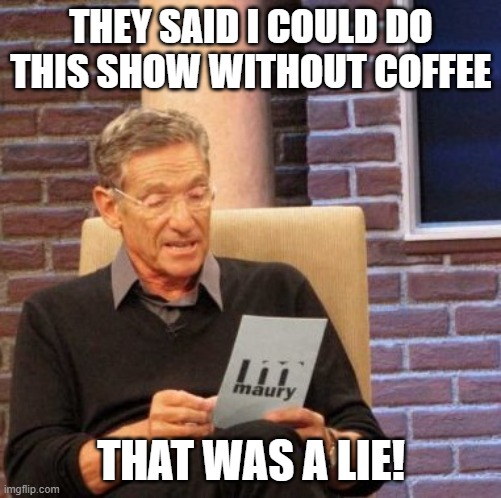 THEY SAID I COULD DO
THIS SHOW WITHOUT COFFEE
maury
THAT WAS A LIE!
imgflip.com